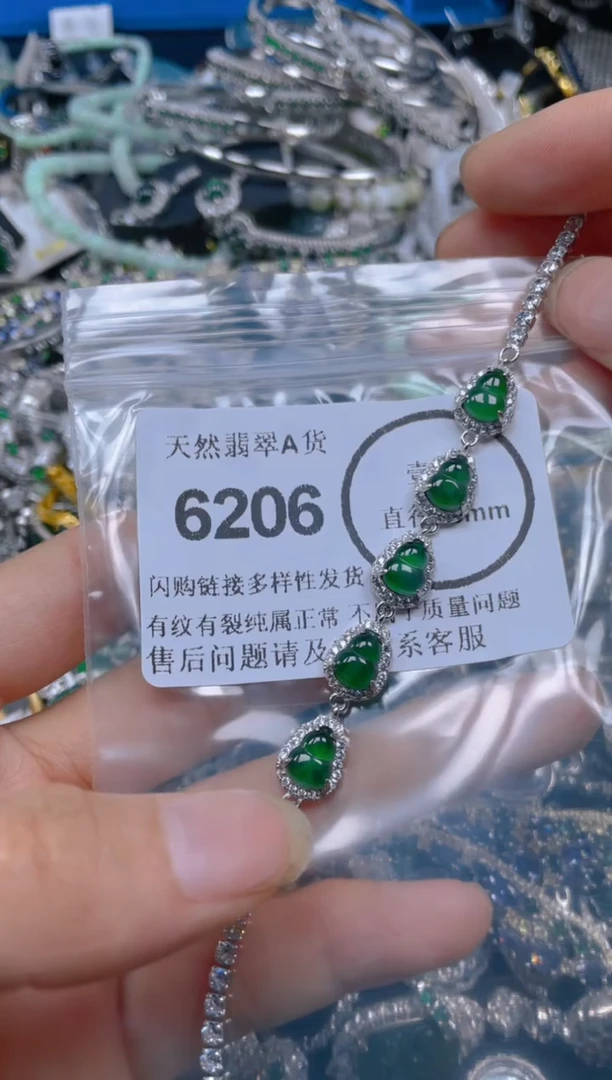 天然翡翠A货
6206
壹
直径 mm
闪购链接多样性发货
有纹有裂纯属正常 不 于质量问题
售后问题请及 系客服